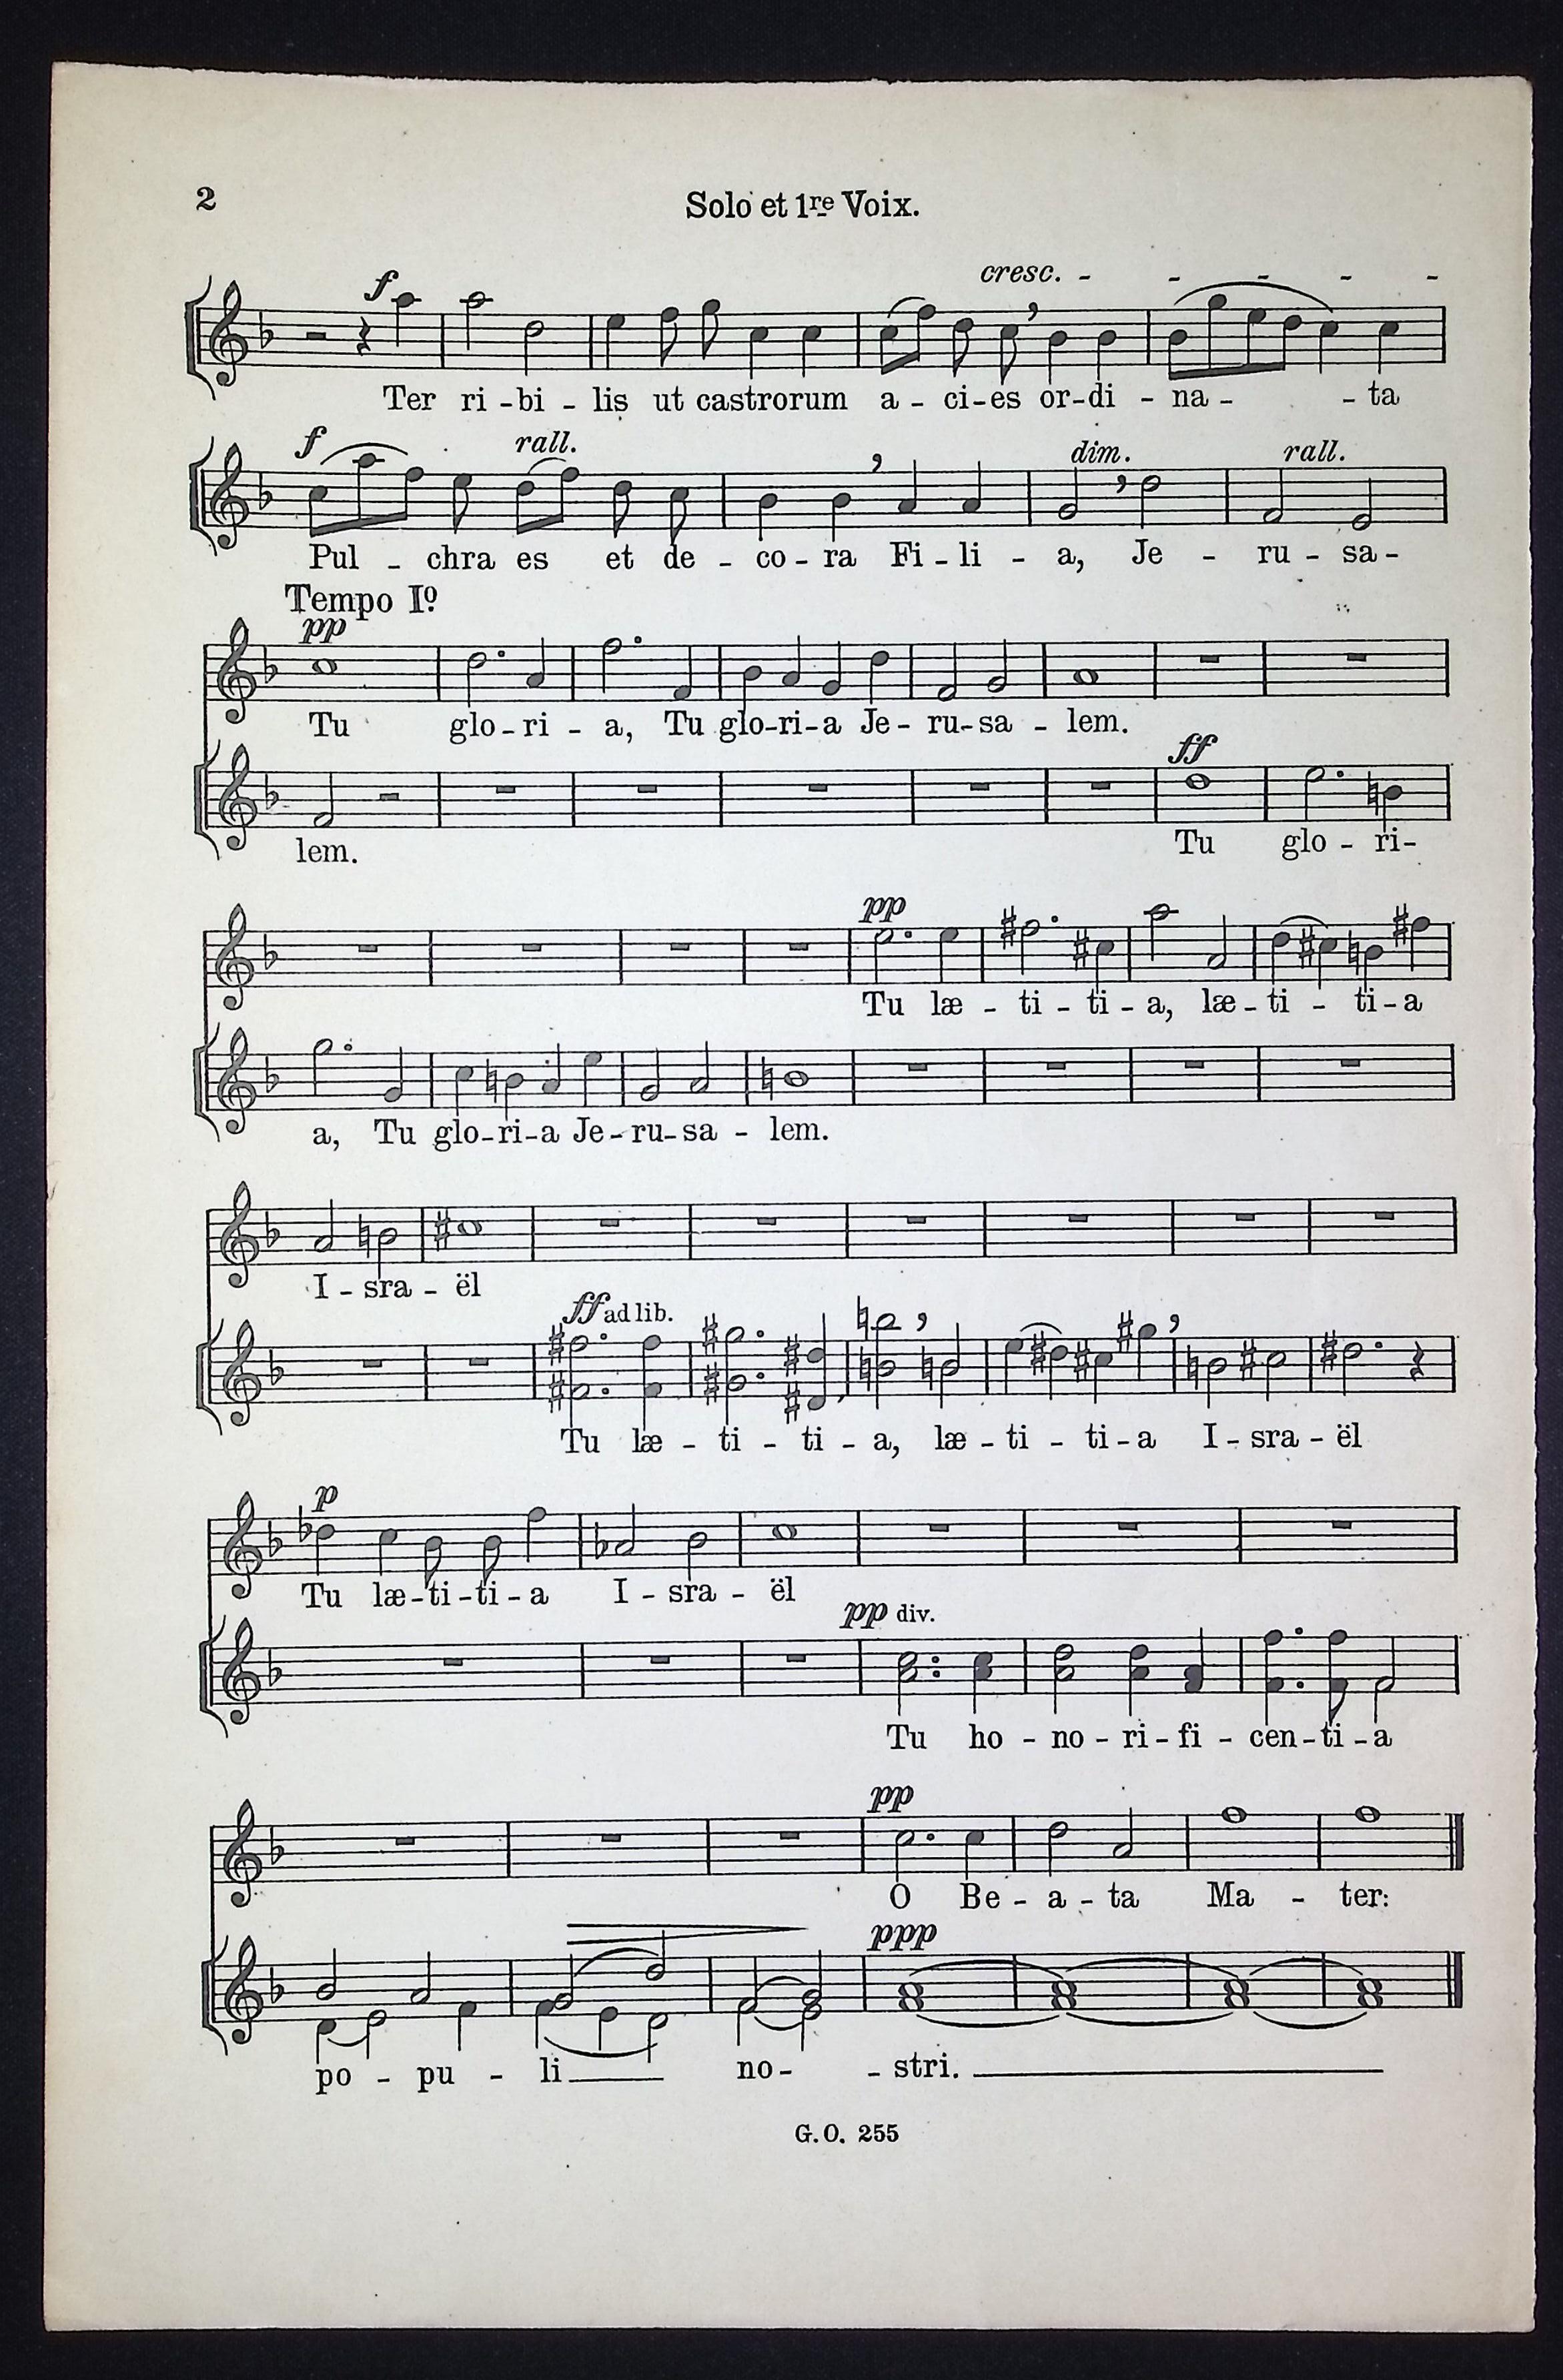 2
Solo et 1re Voix.
f
cresc. - - - - -
Ter ri - bi - lis ut castrorum a - ci - es or - di - na - - ta
f rall. dim. rall.
Pul - chra es et de - co - ra Fi - li - a, Je - ru - sa -
Tempo Iº
pp
Tu glo - ri - a, Tu glo - ri - a Je - ru - sa - lem.
ff
lem. Tu glo - ri -
pp
Tu læ - ti - ti - a, læ - ti - ti - a
a, Tu glo - ri - a Je - ru - sa - lem.
I - sra - ël
ff ad lib.
Tu læ - ti - ti - a, læ - ti - ti - a I - sra - ël
p
Tu læ - ti - ti - a I - sra - ël
pp div.
Tu ho - no - ri - fi - cen - ti - a
pp
O Be - a - ta Ma - ter:
ppp
po - pu - li no - - stri.
G. O. 255